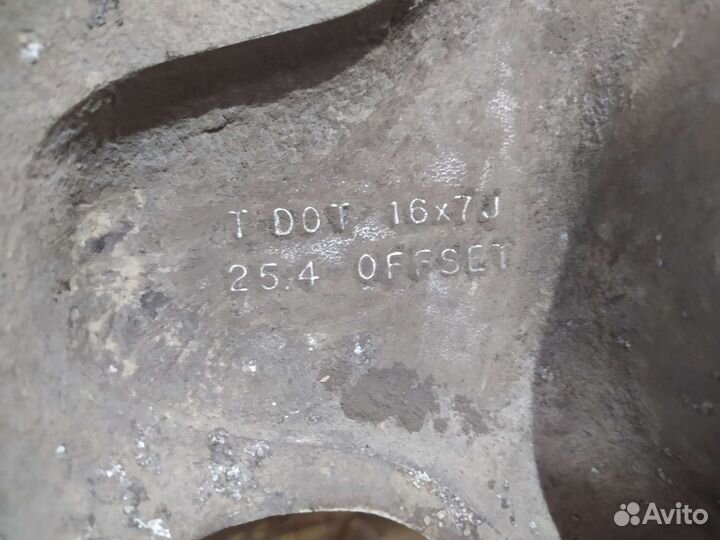 T DOT 16x7J
25.4 OFFSET
Avito